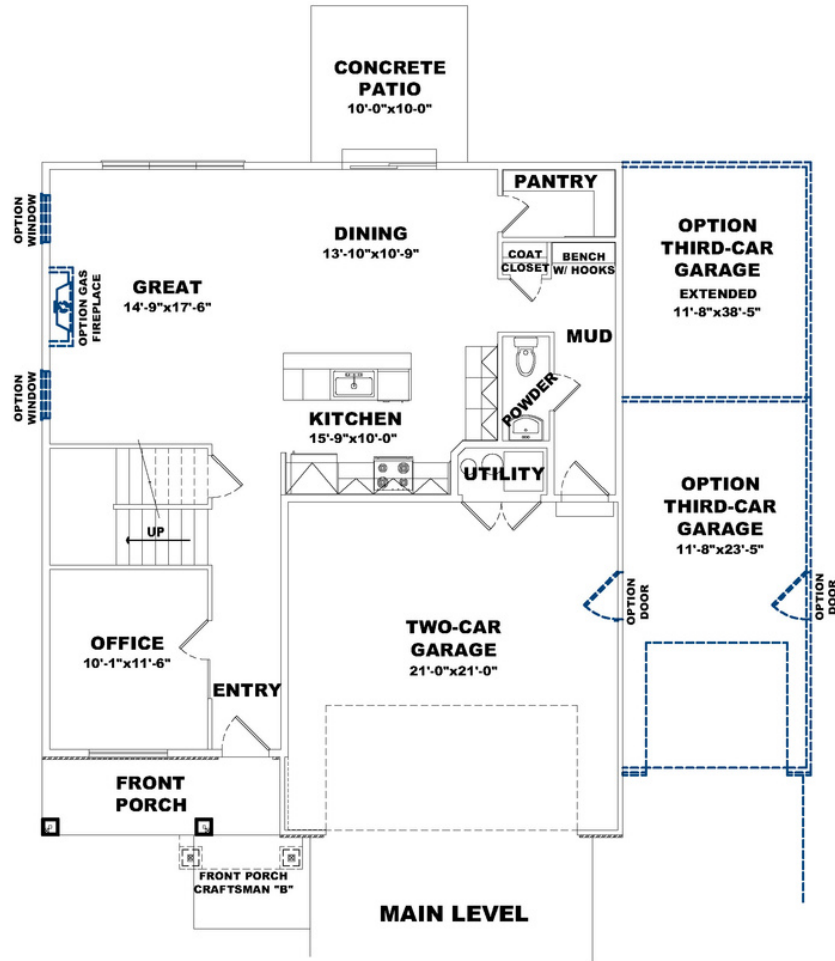 CONCRETE
PATIO
10'-0"x10-0"
PANTRY
OPTION
WINDOW
DINING
13'-10"x10'-9"
COAT
CLOSET
BENCH
W/ HOOKS
OPTION
THIRD-CAR
GARAGE
EXTENDED
11'-8"x38'-5"
GREAT
14'-9"x17'-6"
OPTION GAS
FIREPLACE
MUD
OPTION
WINDOW
POWDER
KITCHEN
15'-9"x10'-0"
UTILITY
OPTION
THIRD-CAR
GARAGE
11'-8"x23'-5"
UP
OPTION
DOOR
OPTION
DOOR
OFFICE
10'-1"x11'-6"
TWO-CAR
GARAGE
21'-0"x21'-0"
ENTRY
FRONT
PORCH
FRONT PORCH
CRAFTSMAN "B"
MAIN LEVEL